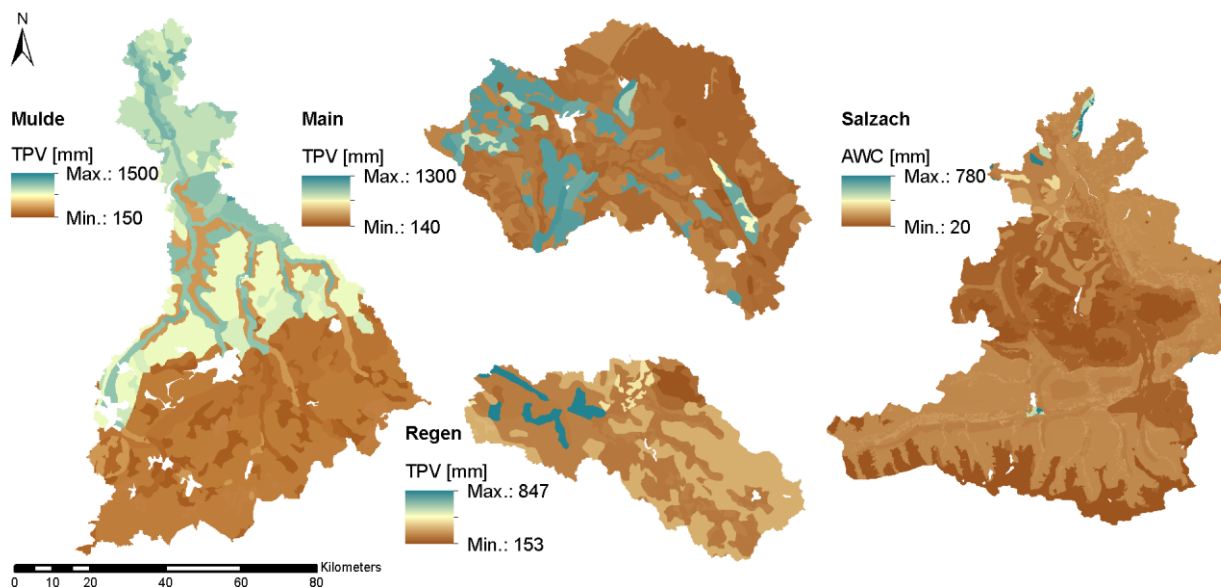 N
Mulde
TPV [mm]
Max.: 1500
Min.: 150
Main
TPV [mm]
Max.: 1300
Min.: 140
Salzach
AWC [mm]
Max.: 780
Min.: 20
Regen
TPV [mm]
Max.: 847
Min.: 153
Kilometers
0 10 20 40 60 80